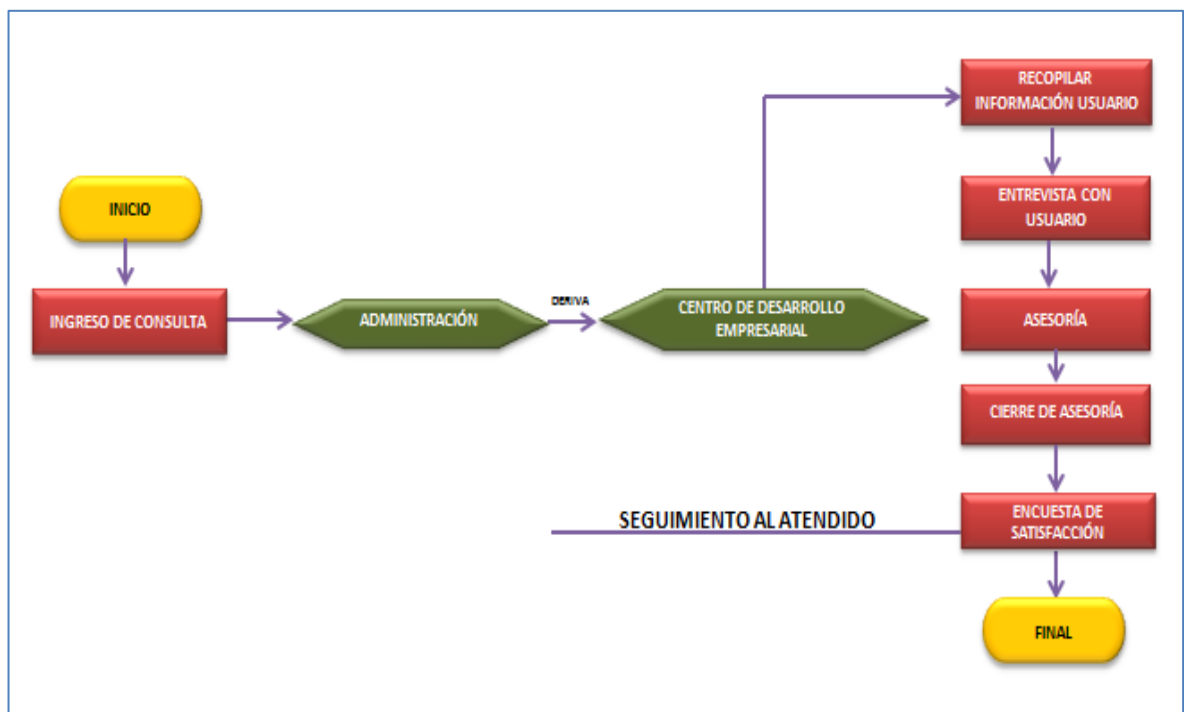 INICIO
INGRESO DE CONSULTA
ADMINISTRACIÓN
DERIVA
CENTRO DE DESARROLLO
EMPRESARIAL
RECOPILAR
INFORMACIÓN USUARIO
ENTREVISTA CON
USUARIO
ASESORÍA
CIERRE DE ASESORÍA
ENCUESTA DE
SATISFACCIÓN
SEGUIMIENTO AL ATENDIDO
FINAL